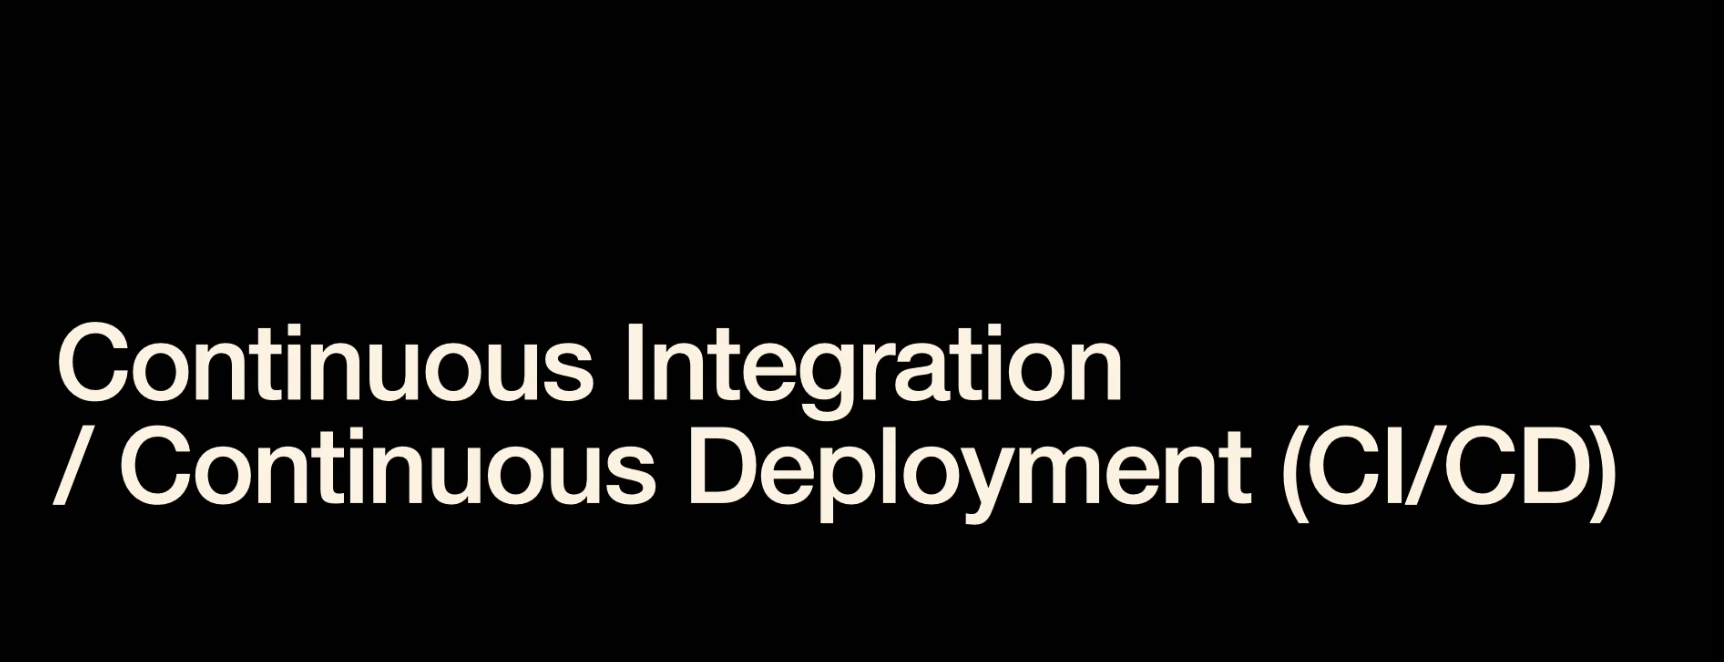 Continuous Integration
/ Continuous Deployment (CI/CD)